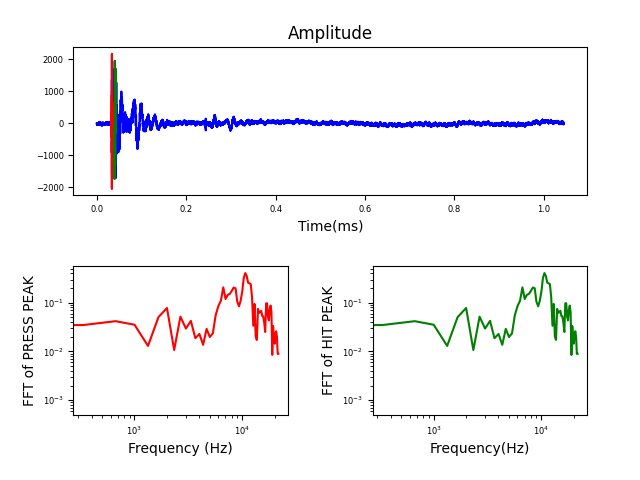 Amplitude
2000
1000
0
−1000
−2000
0.0 0.2 0.4 0.6 0.8 1.0
Time(ms)
FFT of PRESS PEAK
10⁻¹
10⁻²
10⁻³
10³ 10⁴
Frequency (Hz)
FFT of HIT PEAK
10⁻¹
10⁻²
10⁻³
10³ 10⁴
Frequency(Hz)